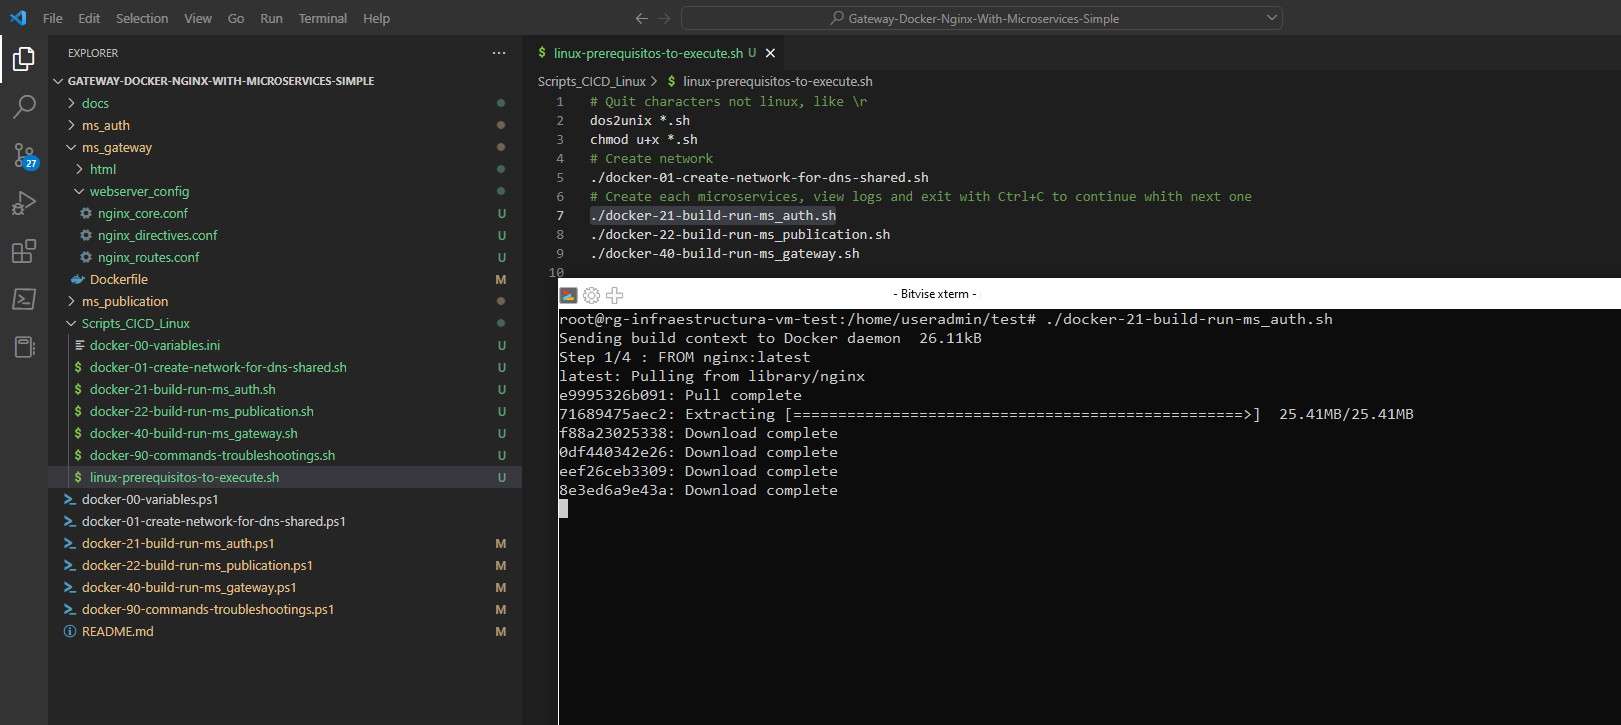 File Edit Selection View Go Run Terminal Help
Gateway-Docker-Nginx-With-Microservices-Simple
EXPLORER
GATEWAY-DOCKER-NGINX-WITH-MICROSERVICES-SIMPLE
docs
ms_auth
ms_gateway
html
webserver_config
nginx_core.conf U
nginx_directives.conf U
nginx_routes.conf U
Dockerfile M
ms_publication
Scripts_CICD_Linux
docker-00-variables.ini U
docker-01-create-network-for-dns-shared.sh U
docker-21-build-run-ms_auth.sh U
docker-22-build-run-ms_publication.sh U
docker-40-build-run-ms_gateway.sh U
docker-90-commands-troubleshootings.sh U
linux-prerequisitos-to-execute.sh U
docker-00-variables.ps1
docker-01-create-network-for-dns-shared.ps1
docker-21-build-run-ms_auth.ps1 M
docker-22-build-run-ms_publication.ps1 M
docker-40-build-run-ms_gateway.ps1 M
docker-90-commands-troubleshootings.ps1 M
README.md M
27
$ linux-prerequisitos-to-execute.sh U
Scripts_CICD_Linux > $ linux-prerequisitos-to-execute.sh
1 # Quit characters not linux, like \r
2 dos2unix *.sh
3 chmod u+x *.sh
4 # Create network
5 ./docker-01-create-network-for-dns-shared.sh
6 # Create each microservices, view logs and exit with Ctrl+C to continue whith next one
7 ./docker-21-build-run-ms_auth.sh
8 ./docker-22-build-run-ms_publication.sh
9 ./docker-40-build-run-ms_gateway.sh
10
- Bitvise xterm -
root@rg-infraestructura-vm-test:/home/useradmin/test# ./docker-21-build-run-ms_auth.sh
Sending build context to Docker daemon  26.11kB
Step 1/4 : FROM nginx:latest
latest: Pulling from library/nginx
e9995326b091: Pull complete
71689475aec2: Extracting [==================================================>]  25.41MB/25.41MB
f88a23025338: Download complete
0df440342e26: Download complete
eef26ceb3309: Download complete
8e3ed6a9e43a: Download complete